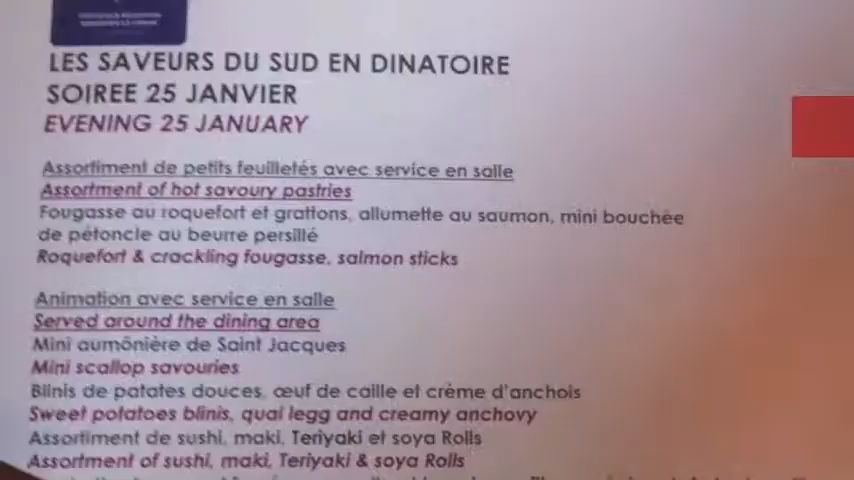 LES SAVEURS DU SUD EN DINATOIRE
SOIREE 25 JANVIER
EVENING 25 JANUARY
Assortiment de petits feuilletés avec service en salle
Assortment of hot savoury pastries
Fougasse au roquefort et grattons, allumette au saumon, mini bouchée
de pétoncle au beurre persillé
Roquefort & crackling fougasse, salmon sticks
Animation avec service en salle
Served around the dining area
Mini aumônière de Saint Jacques
Mini scallop savouries
Blinis de patates douces, œuf de caille et crème d'anchois
Sweet potatoes blinis, quai legg and creamy anchovy
Assortiment de sushi, maki, Teriyaki et soya Rolls
Assortment of sushi, maki, Teriyaki & soya Rolls